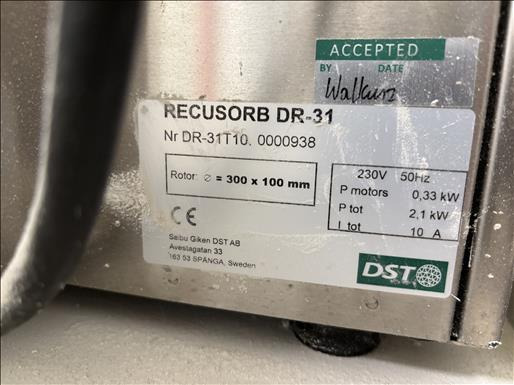 ACCEPTED
BY DATE
RECUSORB DR-31
Nr DR-31T10. 0000938
Rotor: ⌀ = 300 x 100 mm
230V 50Hz
P motors 0,33 kW
P tot 2,1 kW
I tot 10 A
CE
Seibu Giken DST AB
Avestagatan 33
163 53 SPÅNGA, Sweden
DST